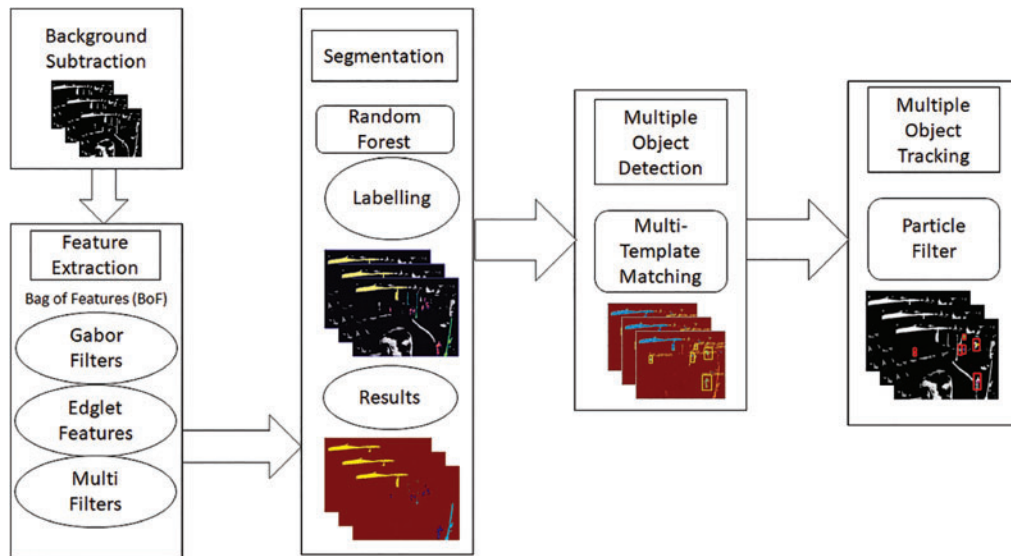 Background
Subtraction
Feature
Extraction
Bag of Features (BoF)
Gabor
Filters
Edglet
Features
Multi
Filters
Segmentation
Random
Forest
Labelling
Results
Multiple
Object
Detection
Multi-
Template
Matching
Multiple
Object
Tracking
Particle
Filter